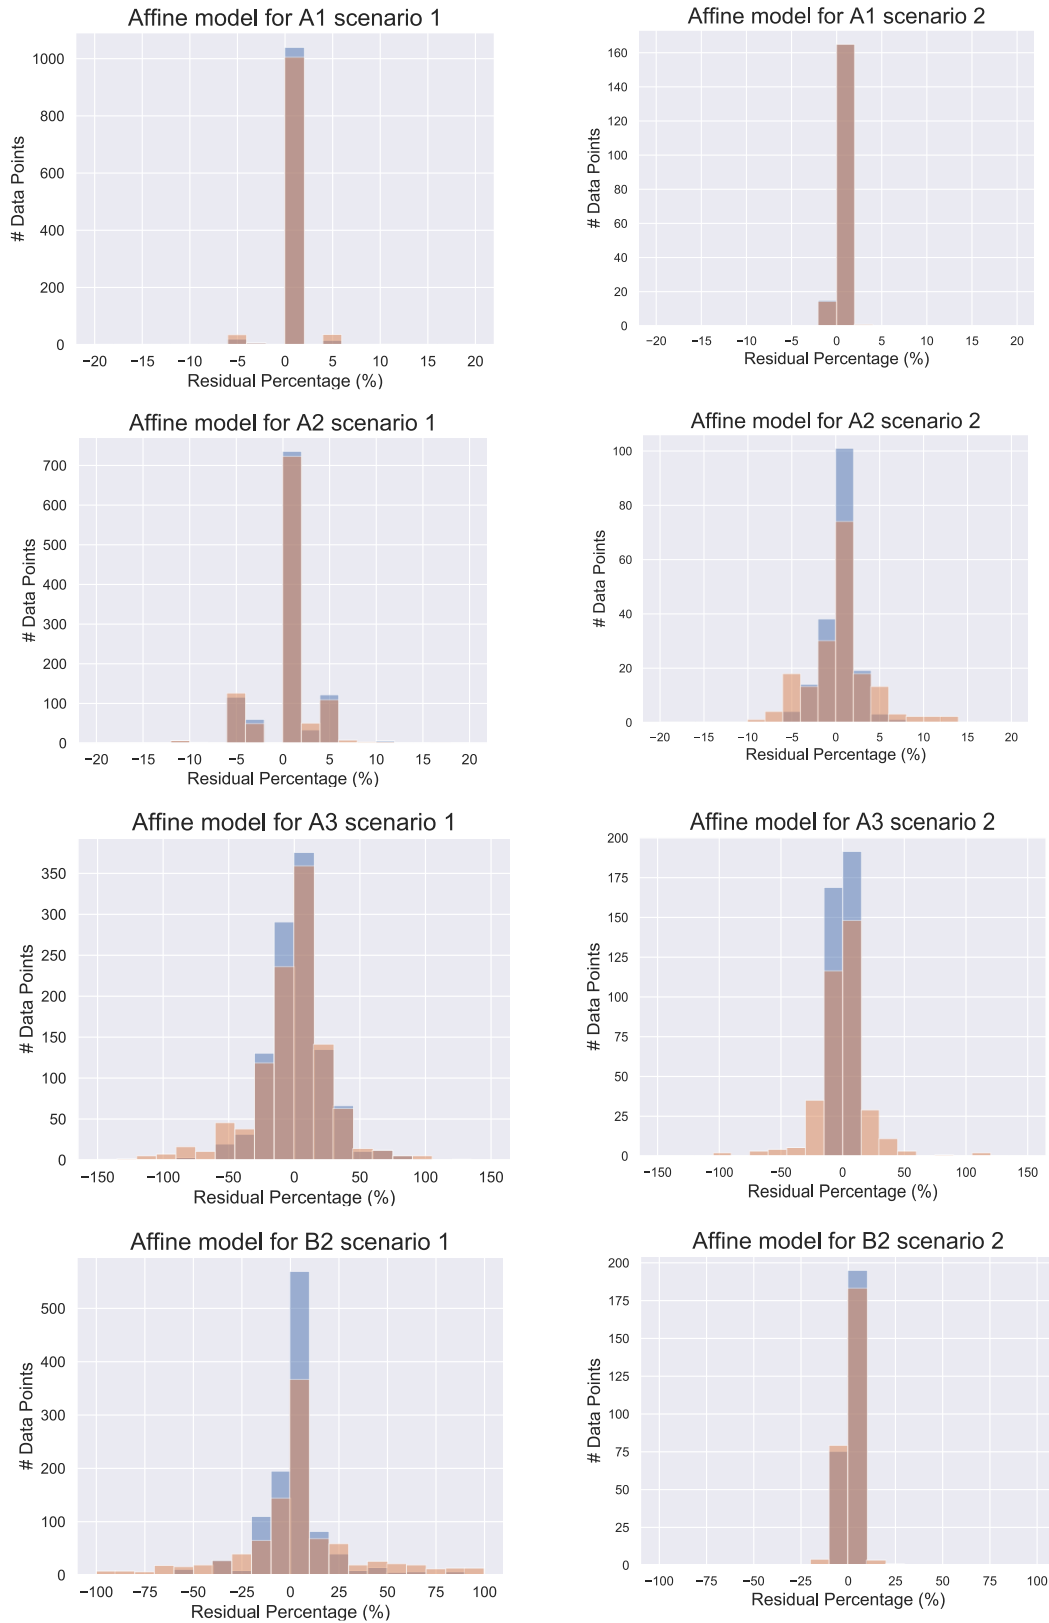 Affine model for A1 scenario 1
# Data Points
1000
800
600
400
200
0
−20 −15 −10 −5 0 5 10 15 20
Residual Percentage (%)
Affine model for A1 scenario 2
# Data Points
160
140
120
100
80
60
40
20
0
−20 −15 −10 −5 0 5 10 15 20
Residual Percentage (%)
Affine model for A2 scenario 1
# Data Points
700
600
500
400
300
200
100
0
−20 −15 −10 −5 0 5 10 15 20
Residual Percentage (%)
Affine model for A2 scenario 2
# Data Points
100
80
60
40
20
0
−20 −15 −10 −5 0 5 10 15 20
Residual Percentage (%)
Affine model for A3 scenario 1
# Data Points
350
300
250
200
150
100
50
0
−150 −100 −50 0 50 100 150
Residual Percentage (%)
Affine model for A3 scenario 2
# Data Points
200
175
150
125
100
75
50
25
0
−150 −100 −50 0 50 100 150
Residual Percentage (%)
Affine model for B2 scenario 1
# Data Points
500
400
300
200
100
0
−100 −75 −50 −25 0 25 50 75 100
Residual Percentage (%)
Affine model for B2 scenario 2
# Data Points
200
175
150
125
100
75
50
25
0
−100 −75 −50 −25 0 25 50 75 100
Residual Percentage (%)